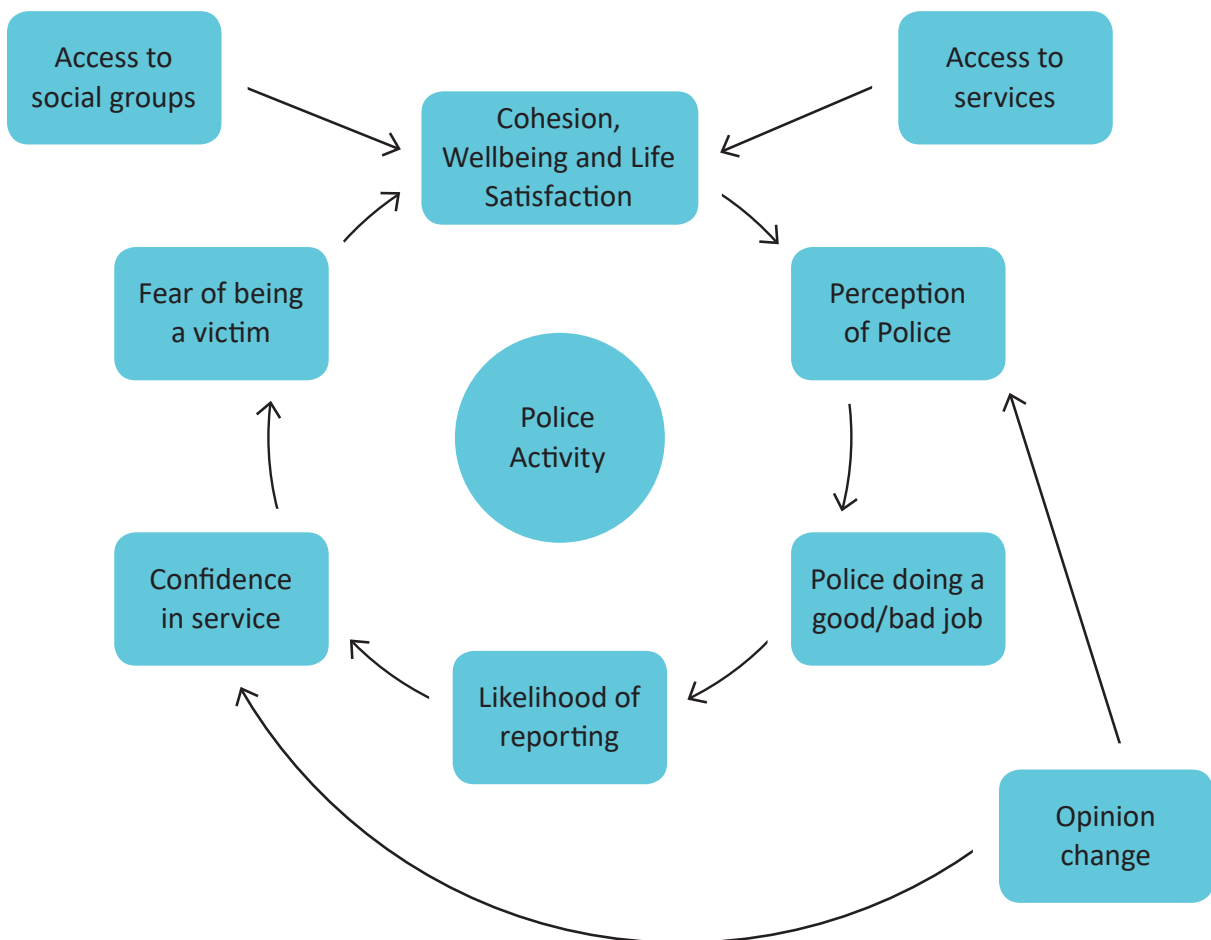 Access to
social groups
Access to
services
Cohesion,
Wellbeing and Life
Satisfaction
Fear of being
a victim
Perception
of Police
Police
Activity
Confidence
in service
Police doing a
good/bad job
Likelihood of
reporting
Opinion
change